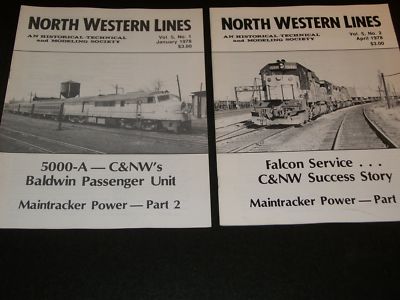 NORTH WESTERN LINES
AN HISTORICAL-TECHNICAL
and MODELING SOCIETY
Vol. 5, No. 1
January 1978
$3.00
5000-A — C&NW's
Baldwin Passenger Unit
Maintracker Power — Part 2
NORTH WESTERN LINES
AN HISTORICAL-TECHNICAL
and MODELING SOCIETY
Vol. 5, No. 2
April 1978
$3.00
Falcon Service . . .
C&NW Success Story
Maintracker Power — Part